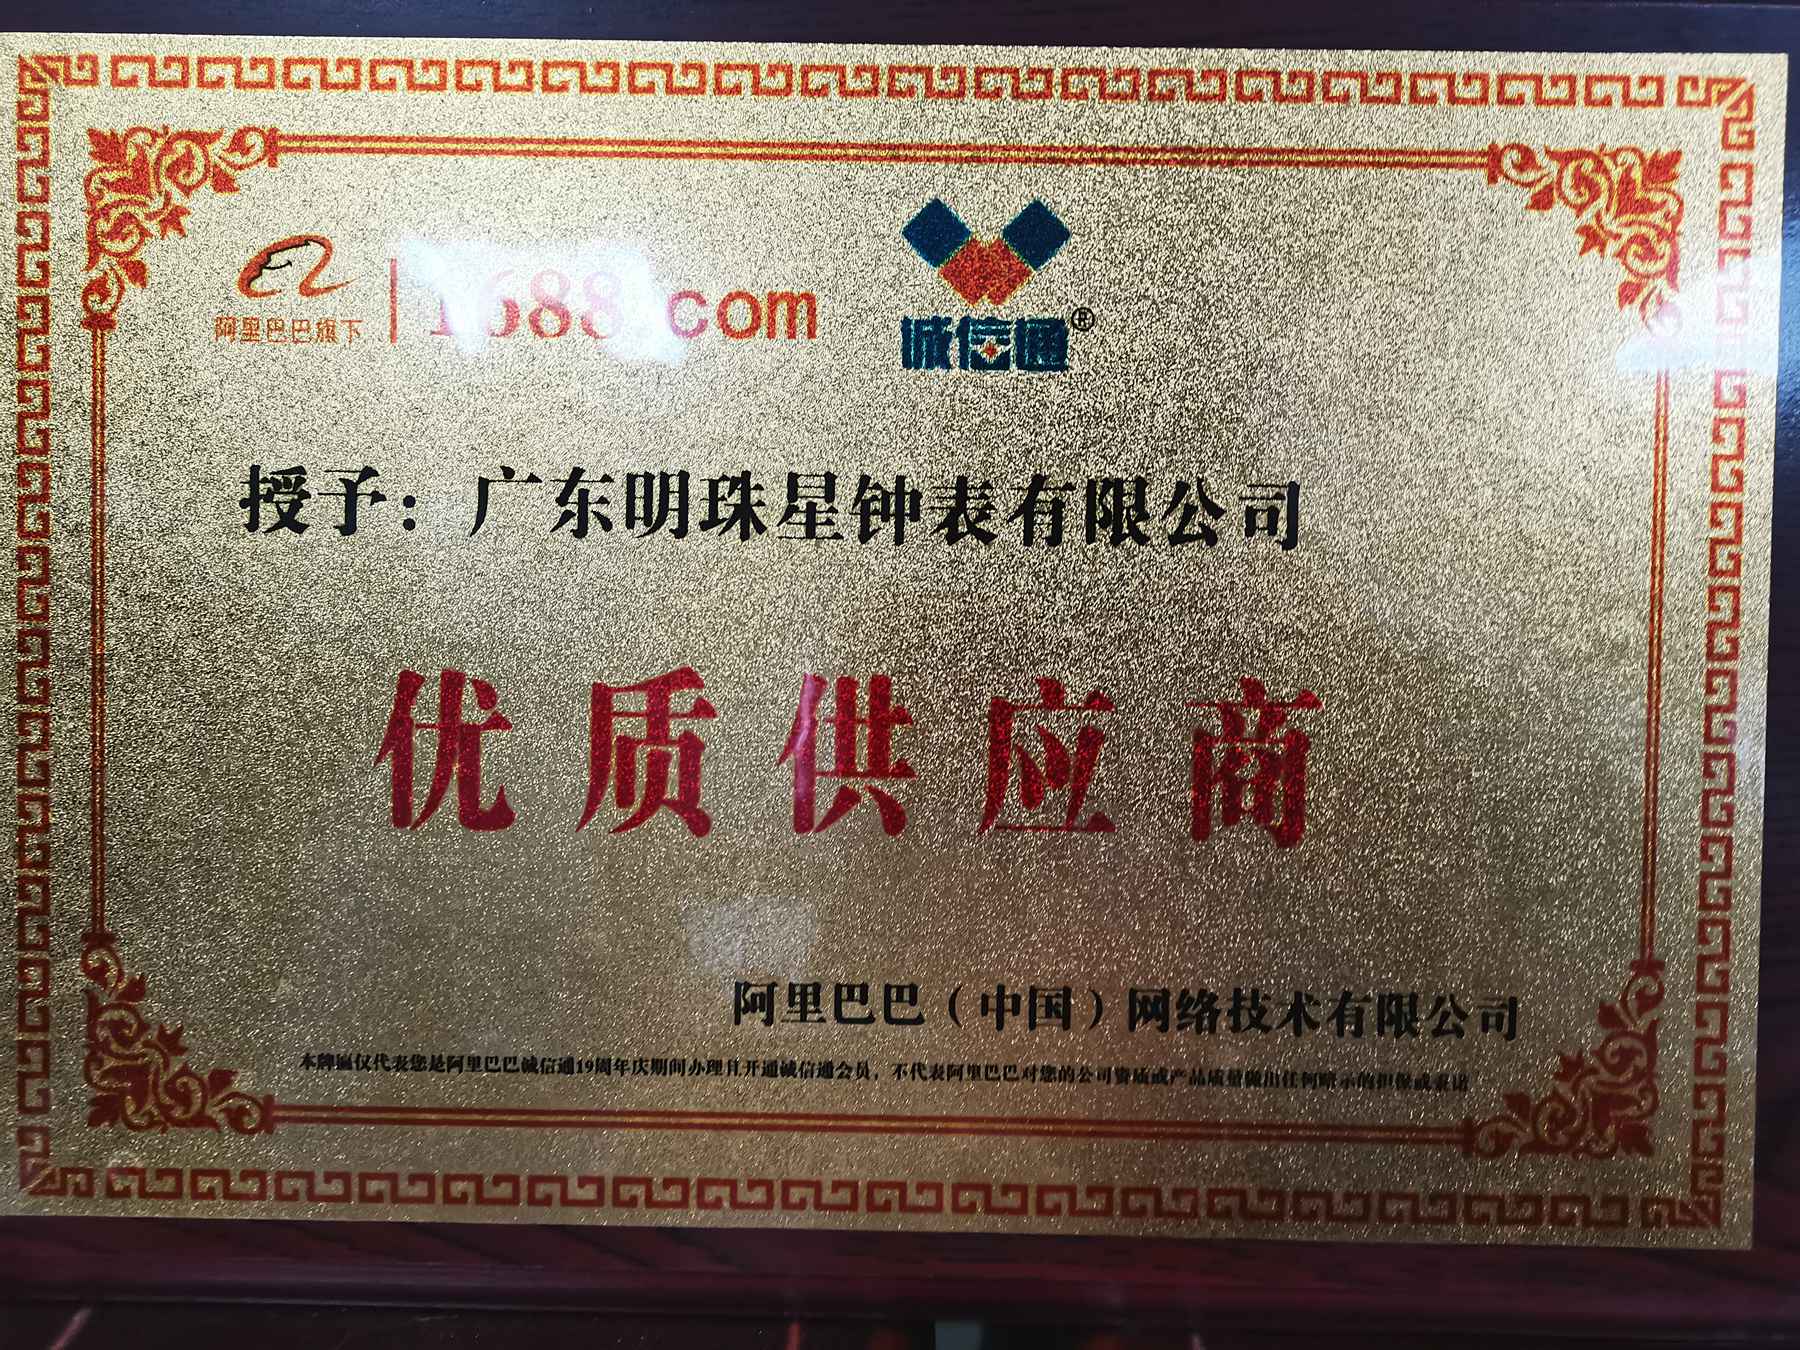 阿里巴巴旗下
1688.com
诚信通®
授予：广东明珠星钟表有限公司
优质供应商
阿里巴巴（中国）网络技术有限公司
本牌匾仅代表您是阿里巴巴诚信通19周年庆期间办理且开通诚信通会员，不代表阿里巴巴对您的公司资质或产品质量做出任何暗示的担保或承诺